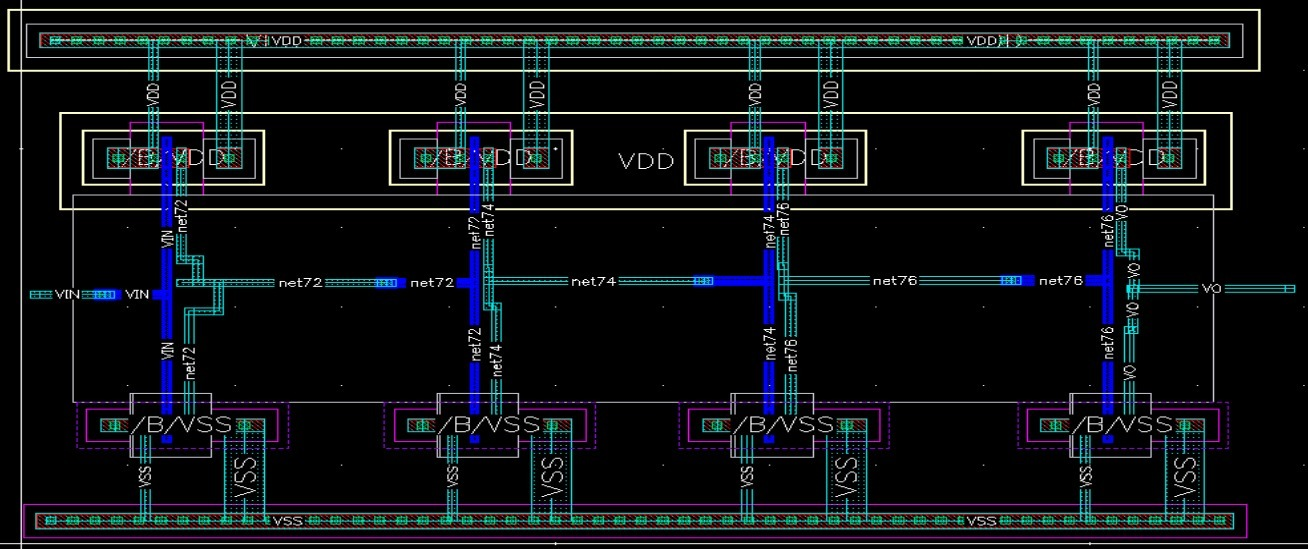 VDD VDD
VDD VDD VDD VDD VDD VDD VDD VDD
/B/VDD /B/VDD VDD /B/VDD /B/VDD
net72 net74 net76 VO
VIN net72 net74 net76
VIN VIN net72 net72 net74 net76 net76 VO VO
VO
VIN net72 net72 net74 net74 net76 net76 VO
/B/VSS /B/VSS /B/VSS /B/VSS
VSS VSS VSS VSS VSS VSS VSS VSS
VSS VSS